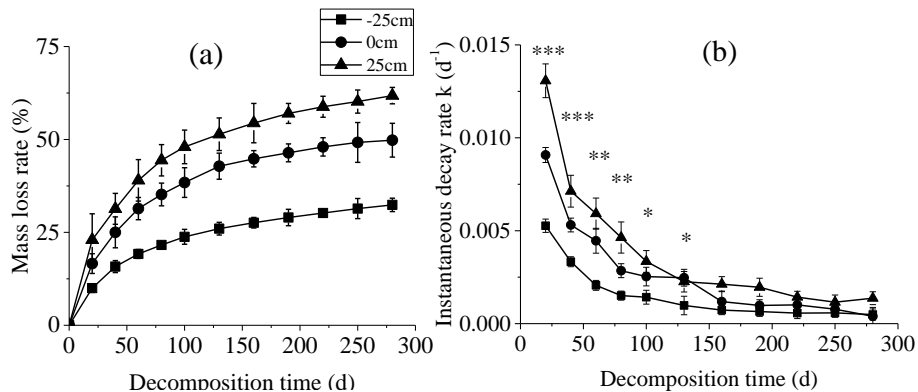 (a)
-25cm
0cm
25cm
Mass loss rate (%)
75
50
25
0
0 50 100 150 200 250 300
Decomposition time (d)
(b)
Instantaneous decay rate k (d-1)
0.015
0.010
0.005
0.000
***
***
**
**
*
*
0 50 100 150 200 250 300
Decomposition time (d)